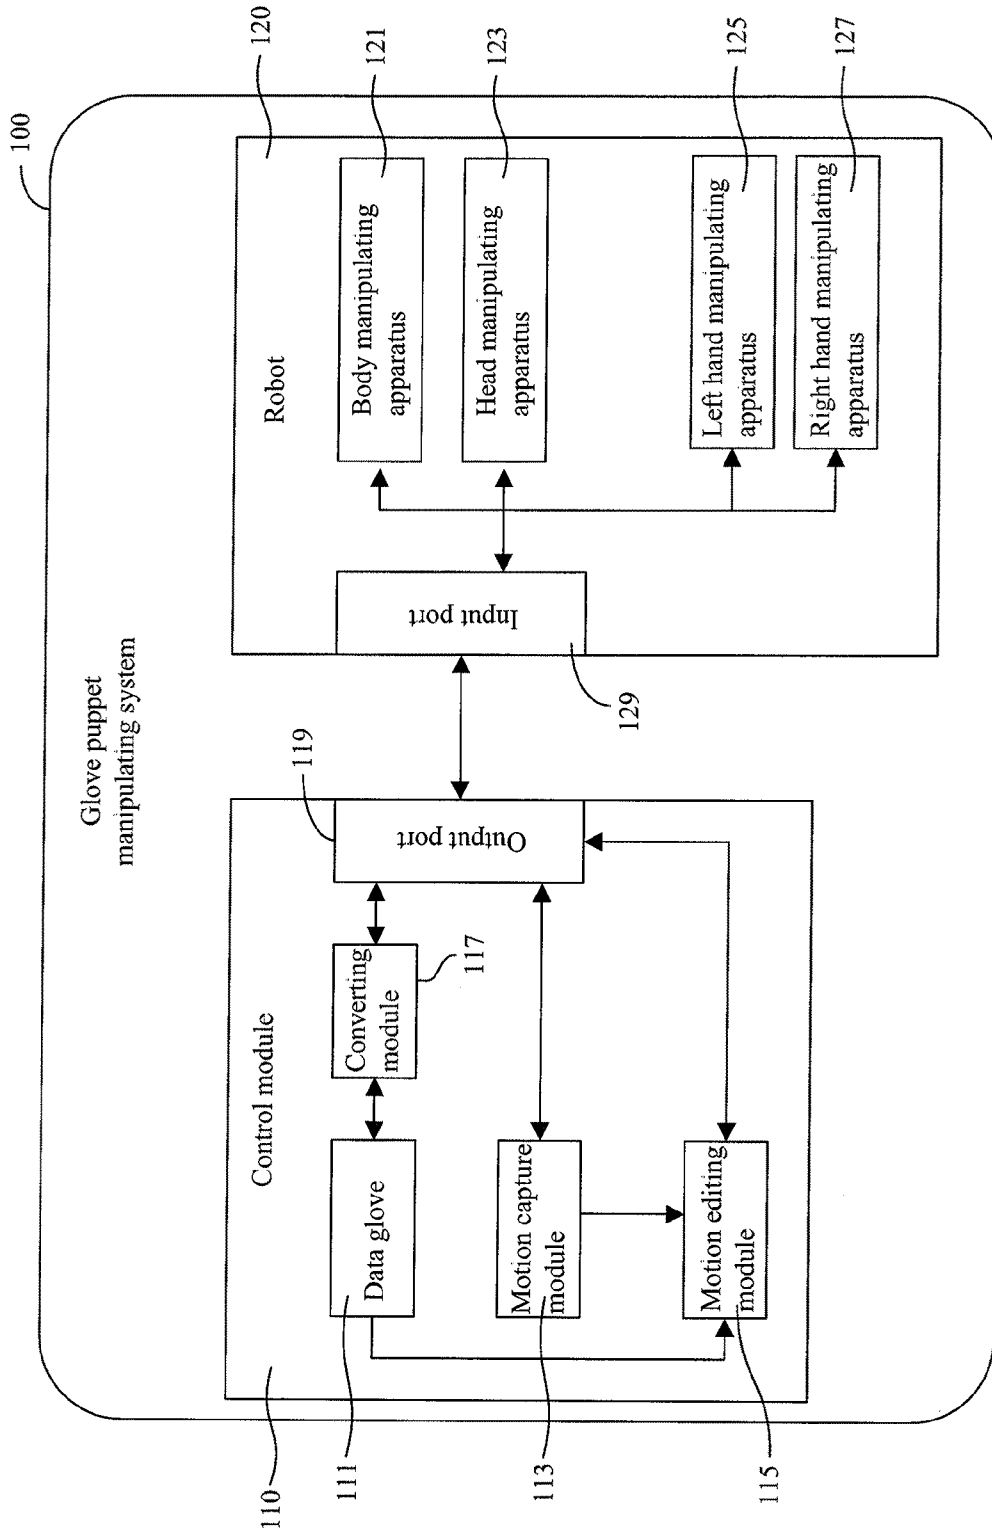 100
Glove puppet
manipulating system
110
Control module
111
Data glove
Converting
module
117
113
Motion capture
module
115
Motion editing
module
119
Output port
120
Robot
129
Input port
121
Body manipulating
apparatus
123
Head manipulating
apparatus
125
Left hand manipulating
apparatus
127
Right hand manipulating
apparatus